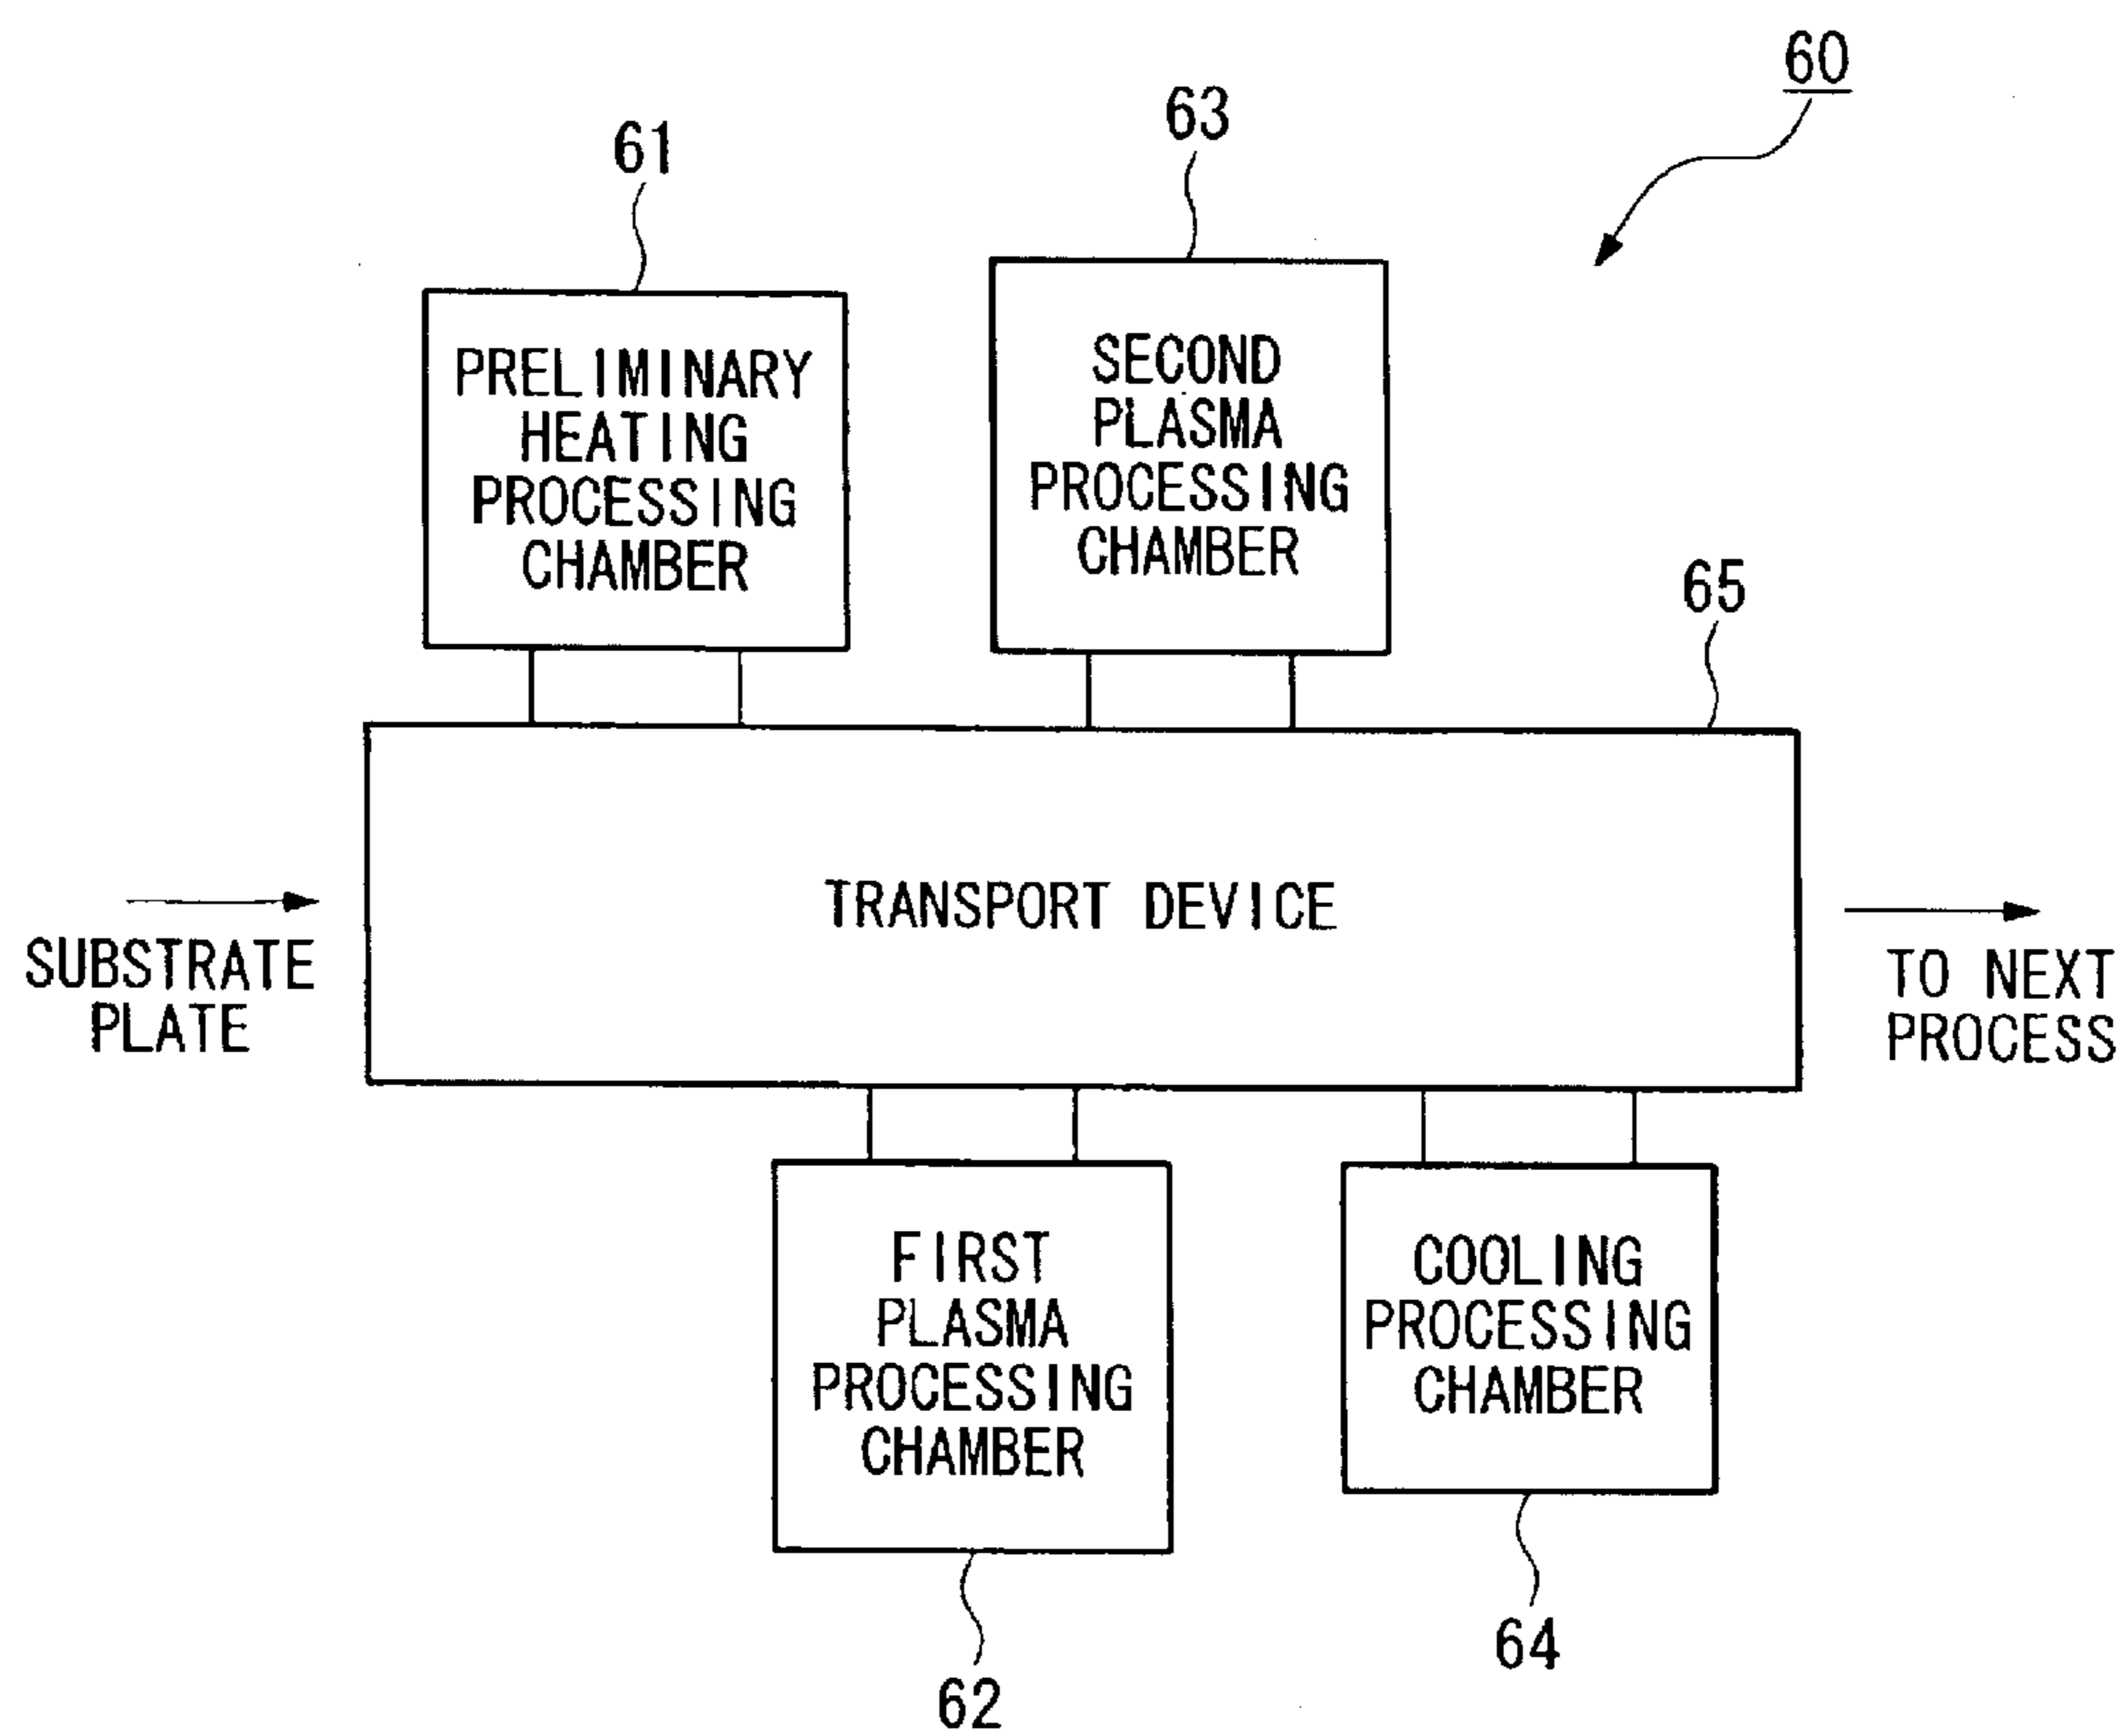 60
63
61
PRELIMINARY
HEATING
PROCESSING
CHAMBER
SECOND
PLASMA
PROCESSING
CHAMBER
65
TRANSPORT DEVICE
SUBSTRATE
PLATE
TO NEXT
PROCESS
FIRST
PLASMA
PROCESSING
CHAMBER
COOLING
PROCESSING
CHAMBER
64
62